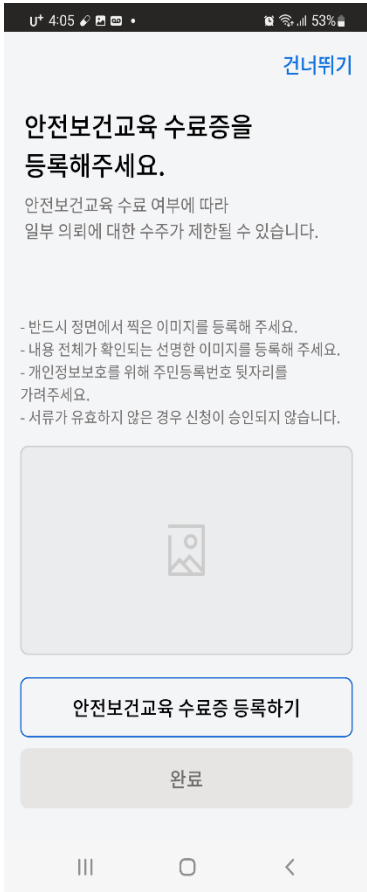 U⁺ 4:05
53%
건너뛰기
안전보건교육 수료증을
등록해주세요.
안전보건교육 수료 여부에 따라
일부 의뢰에 대한 수주가 제한될 수 있습니다.
- 반드시 정면에서 찍은 이미지를 등록해 주세요.
- 내용 전체가 확인되는 선명한 이미지를 등록해 주세요.
- 개인정보보호를 위해 주민등록번호 뒷자리를
가려주세요.
- 서류가 유효하지 않은 경우 신청이 승인되지 않습니다.
안전보건교육 수료증 등록하기
완료